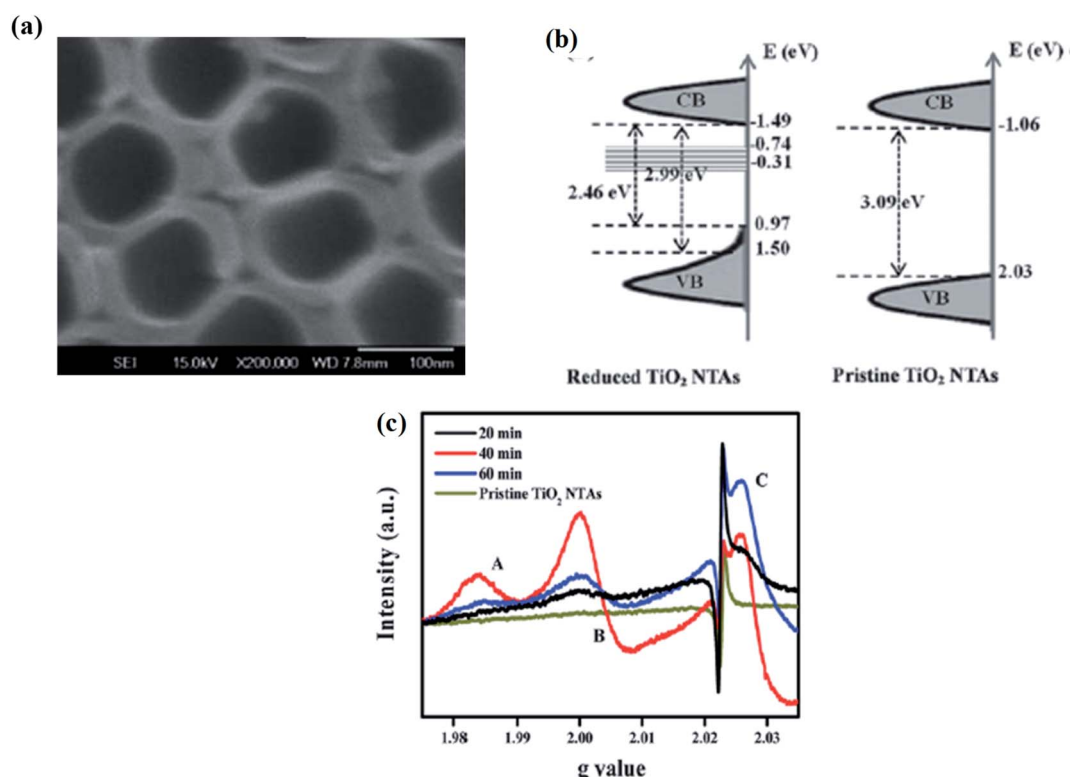 (a)
SEI 15.0kV X200,000 WD 7.8mm 100nm
(b)
E (eV)
CB
-1.49
-0.74
-0.31
2.99 eV
2.46 eV
0.97
1.50
VB
Reduced TiO₂ NTAs
E (eV)
CB
-1.06
3.09 eV
2.03
VB
Pristine TiO₂ NTAs
(c)
20 min
40 min
60 min
Pristine TiO₂ NTAs
A
B
C
Intensity (a.u.)
1.98 1.99 2.00 2.01 2.02 2.03
g value